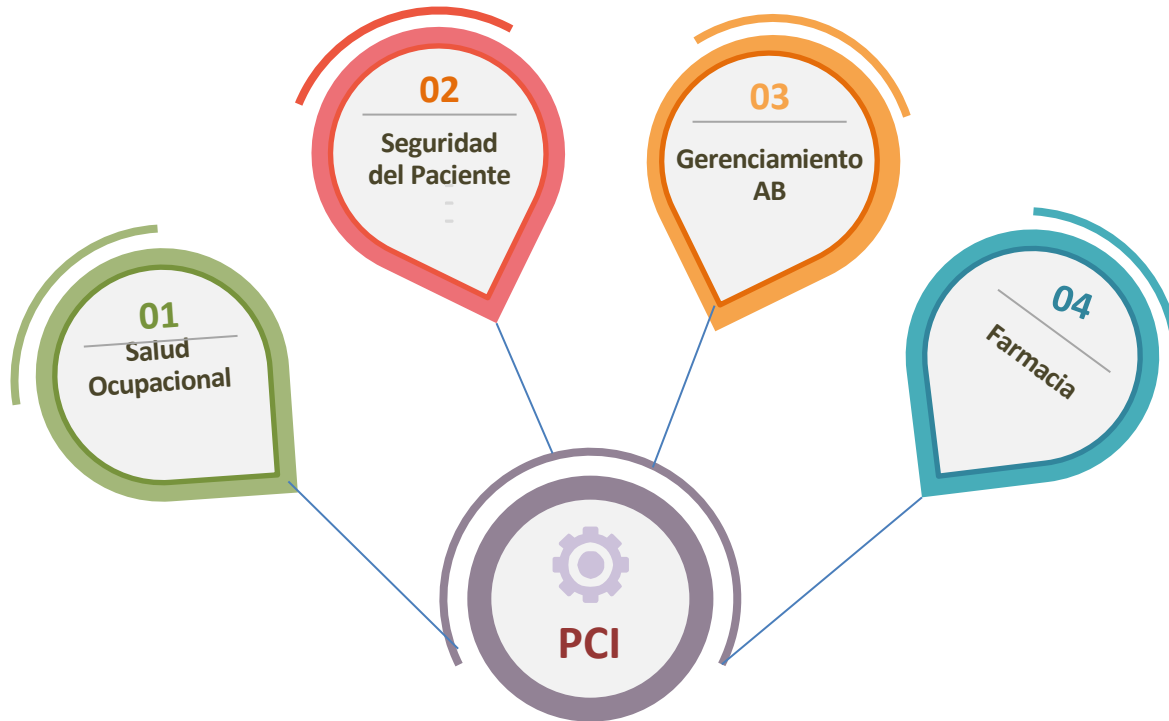 01
Salud
Ocupacional
02
Seguridad
del Paciente
03
Gerenciamiento
AB
04
Farmacia
PCI